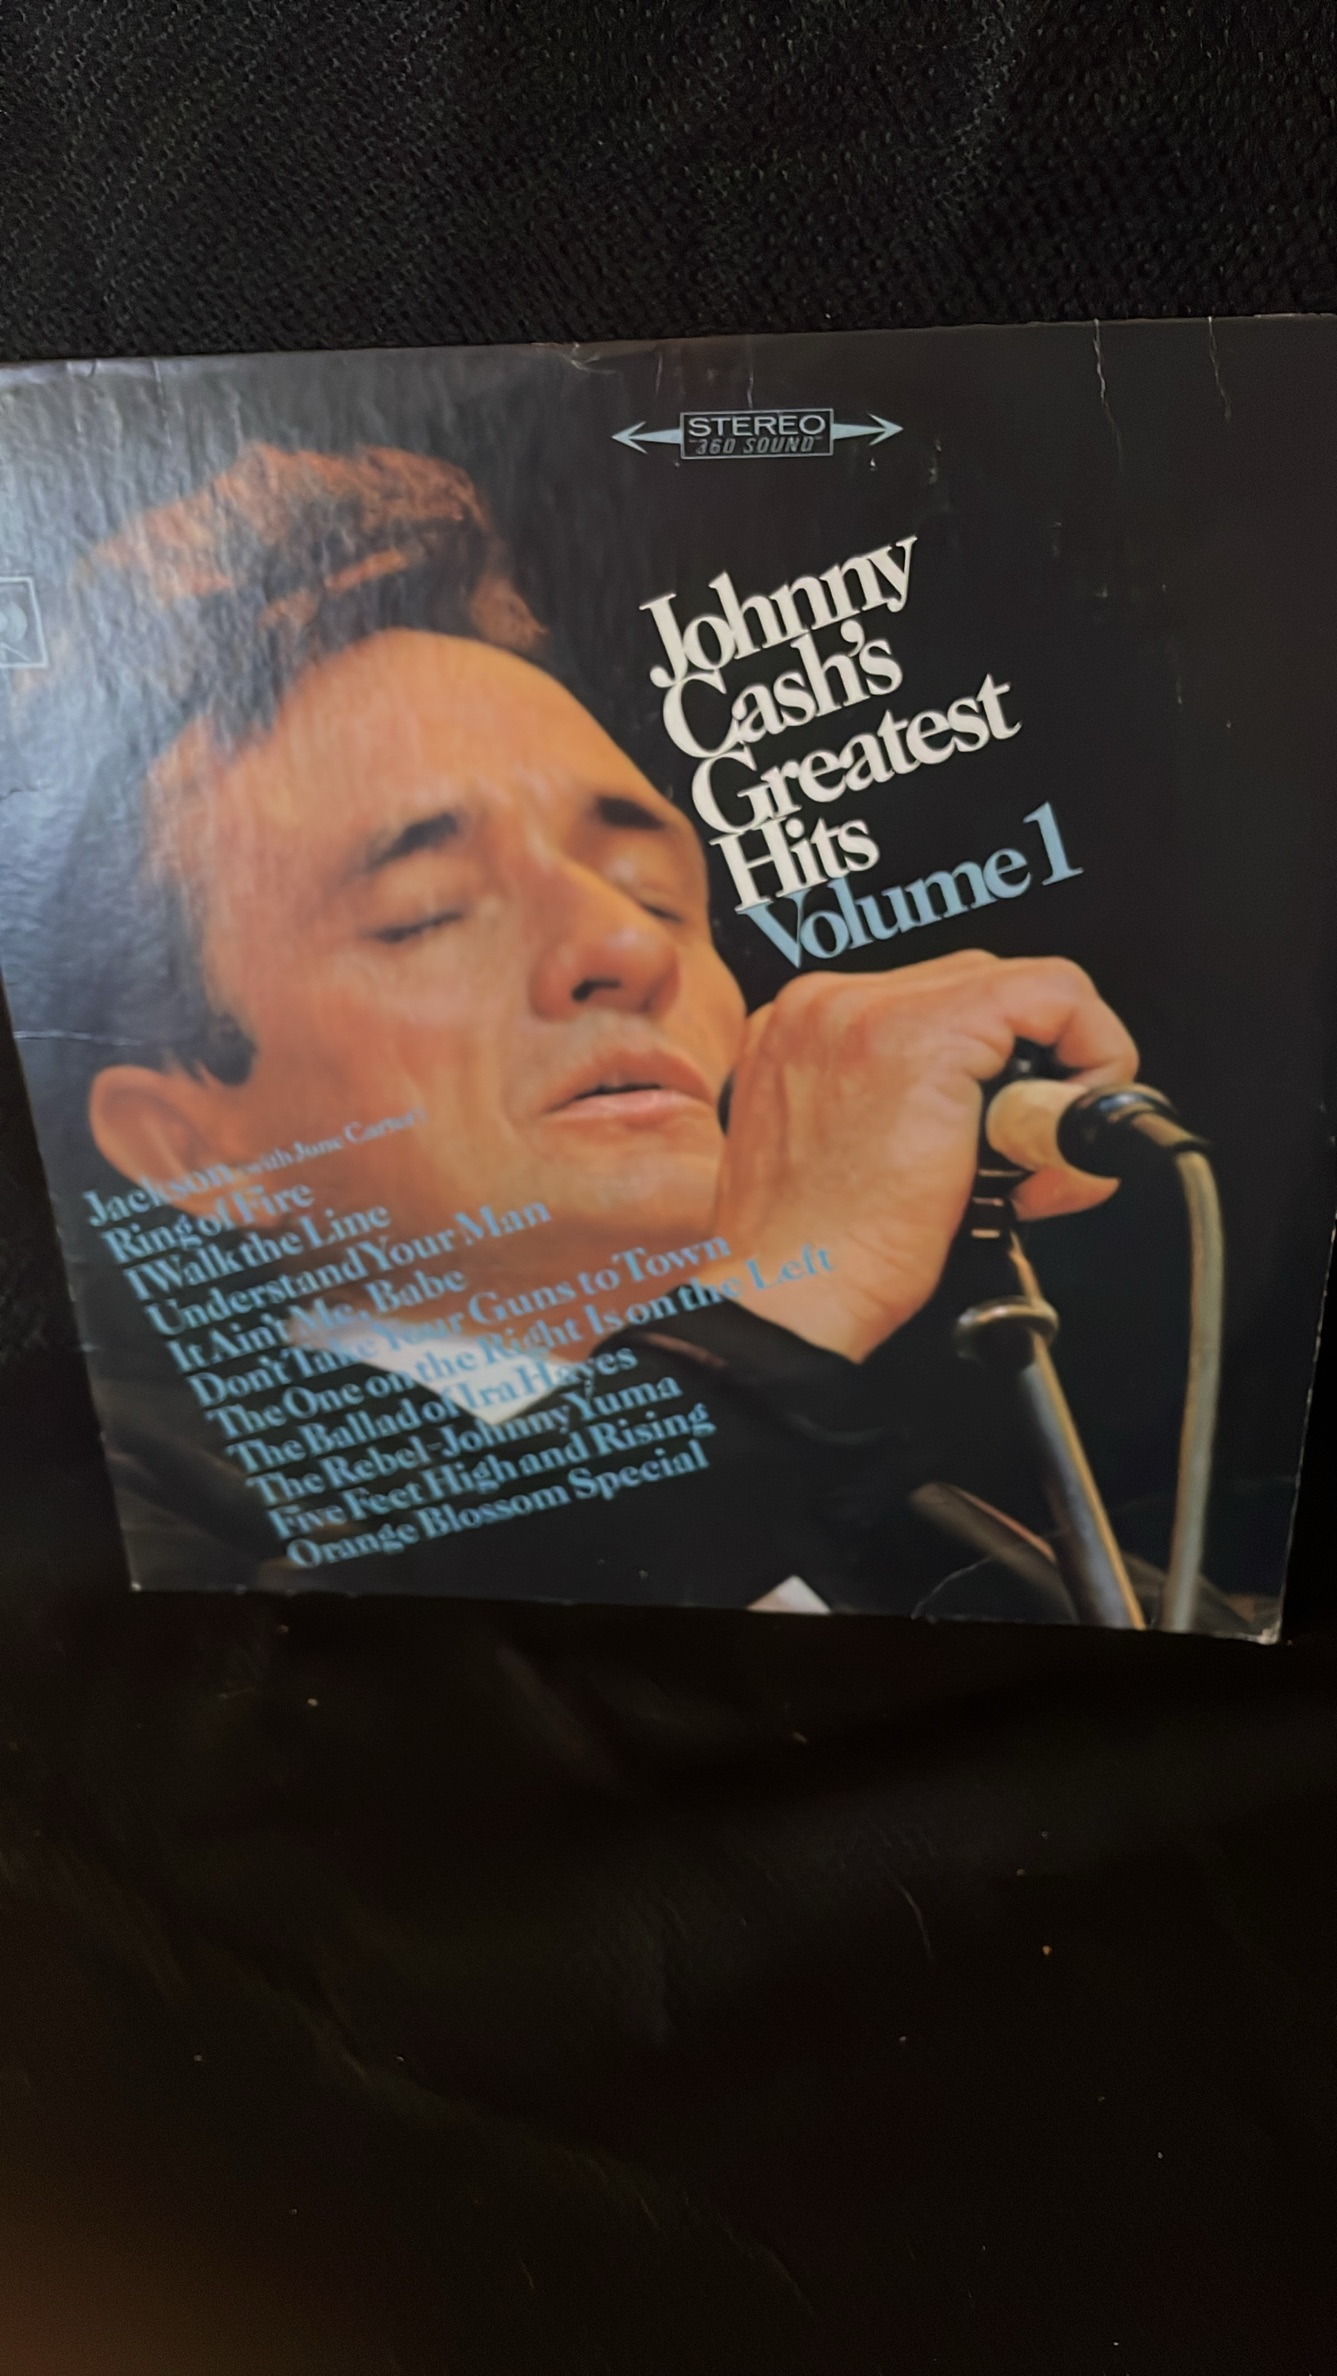 STEREO
"360 SOUND"
Johnny
Cash's
Greatest
Hits
Volume 1
Jackson (with June Carter)
Ring of Fire
I Walk the Line
Understand Your Man
It Ain't Me, Babe
Don't Take Your Guns to Town
The One on the Right Is on the Left
The Ballad of Ira Hayes
The Rebel-Johnny Yuma
Five Feet High and Rising
Orange Blossom Special